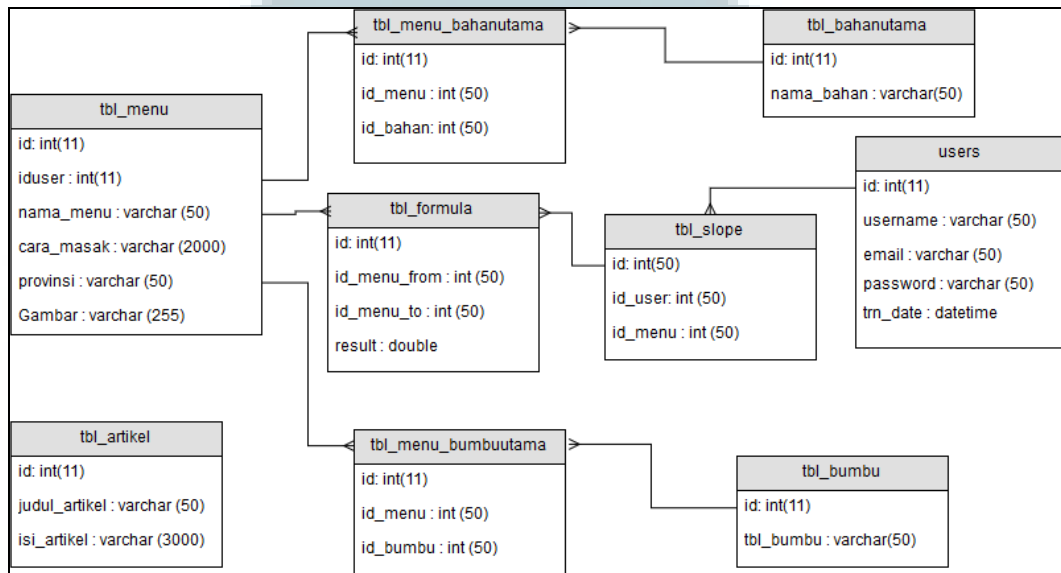 tbl_menu_bahanutama
id: int(11)
id_menu : int (50)
id_bahan: int (50)
tbl_bahanutama
id: int(11)
nama_bahan : varchar(50)
tbl_menu
id: int(11)
iduser : int(11)
nama_menu : varchar (50)
cara_masak : varchar (2000)
provinsi : varchar (50)
Gambar : varchar (255)
users
id: int(11)
username : varchar (50)
email : varchar (50)
password : varchar (50)
trn_date : datetime
tbl_formula
id: int(11)
id_menu_from : int (50)
id_menu_to : int (50)
result : double
tbl_slope
id: int(50)
id_user: int (50)
id_menu : int (50)
tbl_artikel
id: int(11)
judul_artikel : varchar (50)
isi_artikel : varchar (3000)
tbl_menu_bumbuutama
id: int(11)
id_menu : int (50)
id_bumbu : int (50)
tbl_bumbu
id: int(11)
tbl_bumbu : varchar(50)